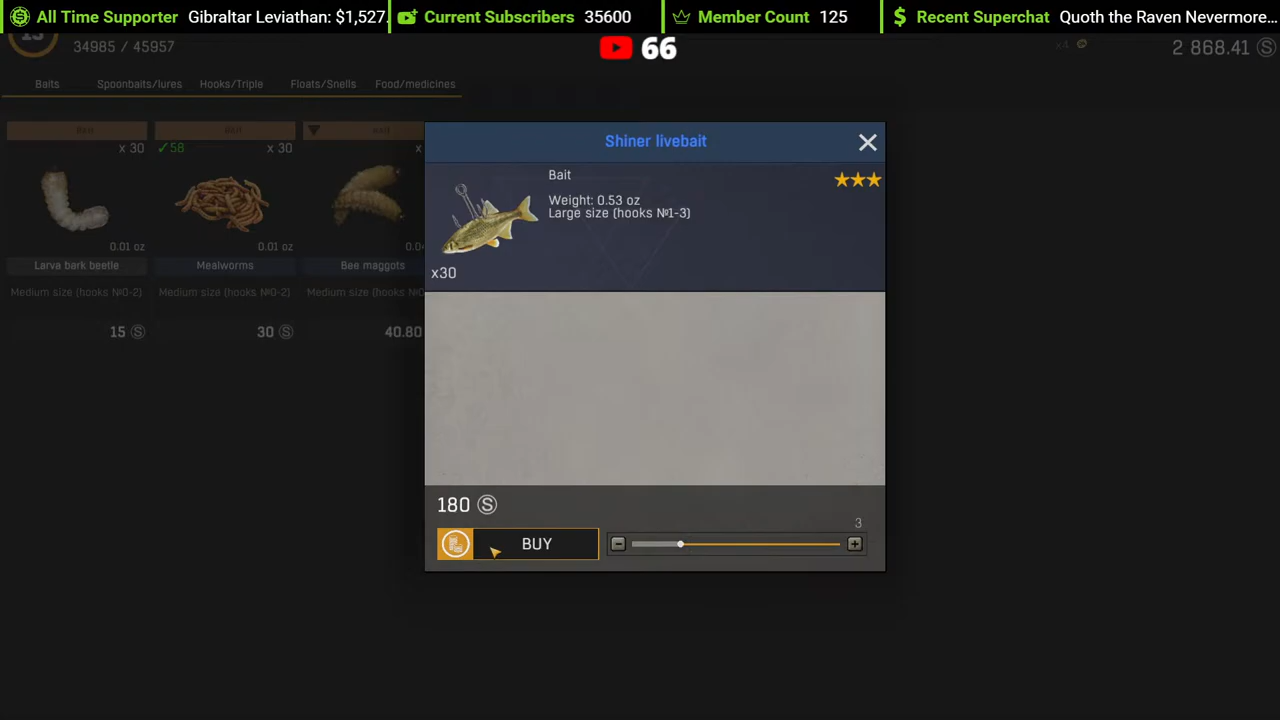 All Time Supporter Gibraltar Leviathan: $1,527.
Current Subscribers 35600
Member Count 125
Recent Superchat Quoth the Raven Nevermore...
34985 / 45957
66
x4
2 868.41 S
Baits
Spoonbaits/lures
Hooks/Triple
Floats/Snells
Food/medicines
x 30
✓58
x 30
0.01 oz
0.01 oz
Larva bark beetle
Mealworms
Bee maggots
Medium size (hooks №0-2)
Medium size (hooks №0-2)
Medium size (hooks
15 S
30 S
40.80
Shiner livebait
Bait
★★★
Weight: 0.53 oz
Large size (hooks №1-3)
x30
180 S
3
BUY